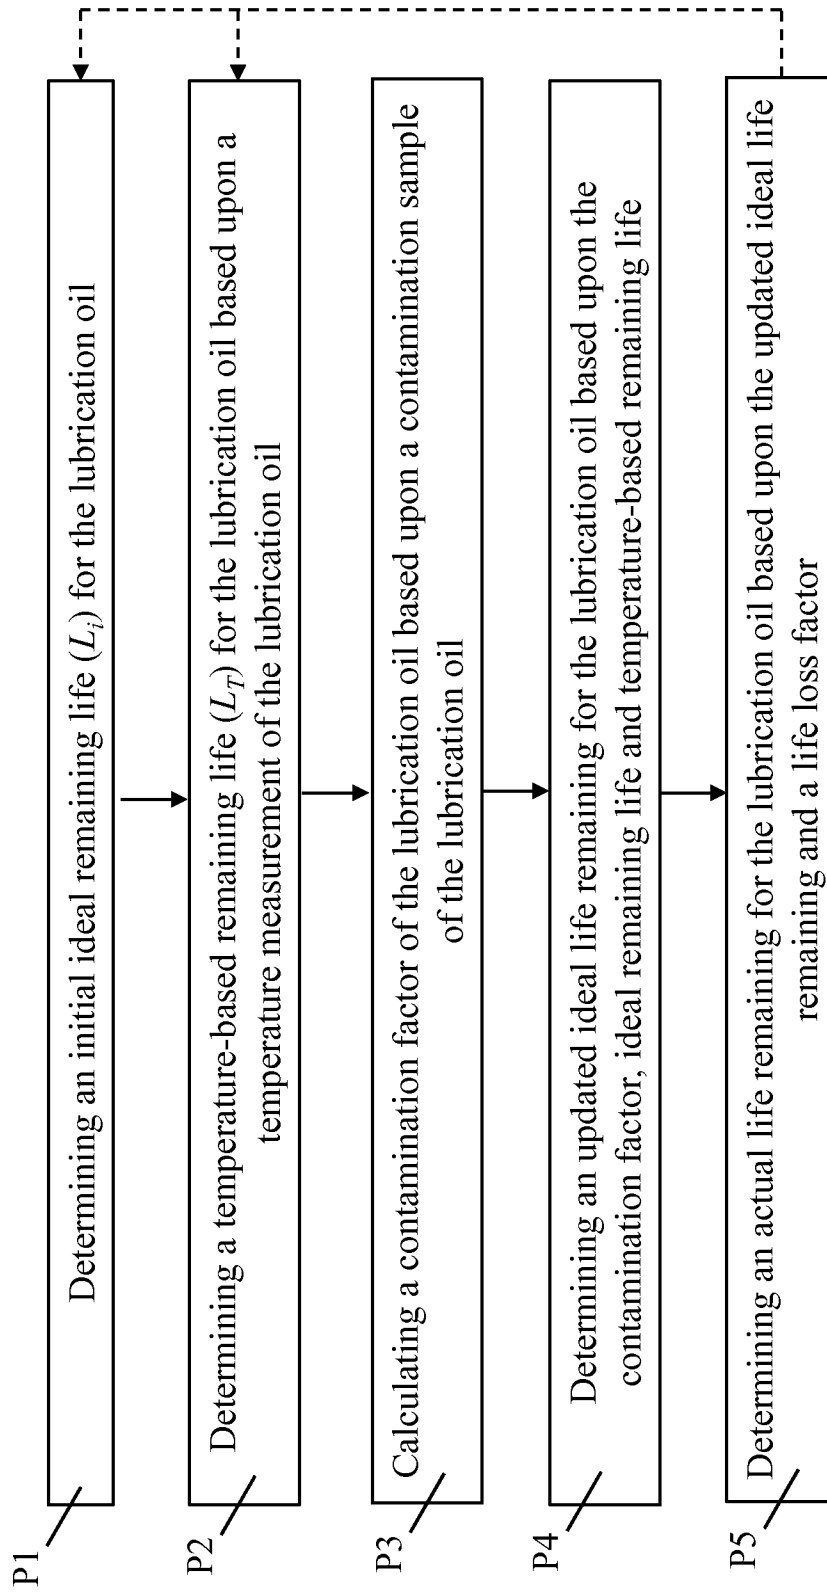 P1
Determining an initial ideal remaining life (L_i) for the lubrication oil
P2
Determining a temperature-based remaining life (L_T) for the lubrication oil based upon a
temperature measurement of the lubrication oil
P3
Calculating a contamination factor of the lubrication oil based upon a contamination sample
of the lubrication oil
P4
Determining an updated ideal life remaining for the lubrication oil based upon the
contamination factor, ideal remaining life and temperature-based remaining life
P5
Determining an actual life remaining for the lubrication oil based upon the updated ideal life
remaining and a life loss factor